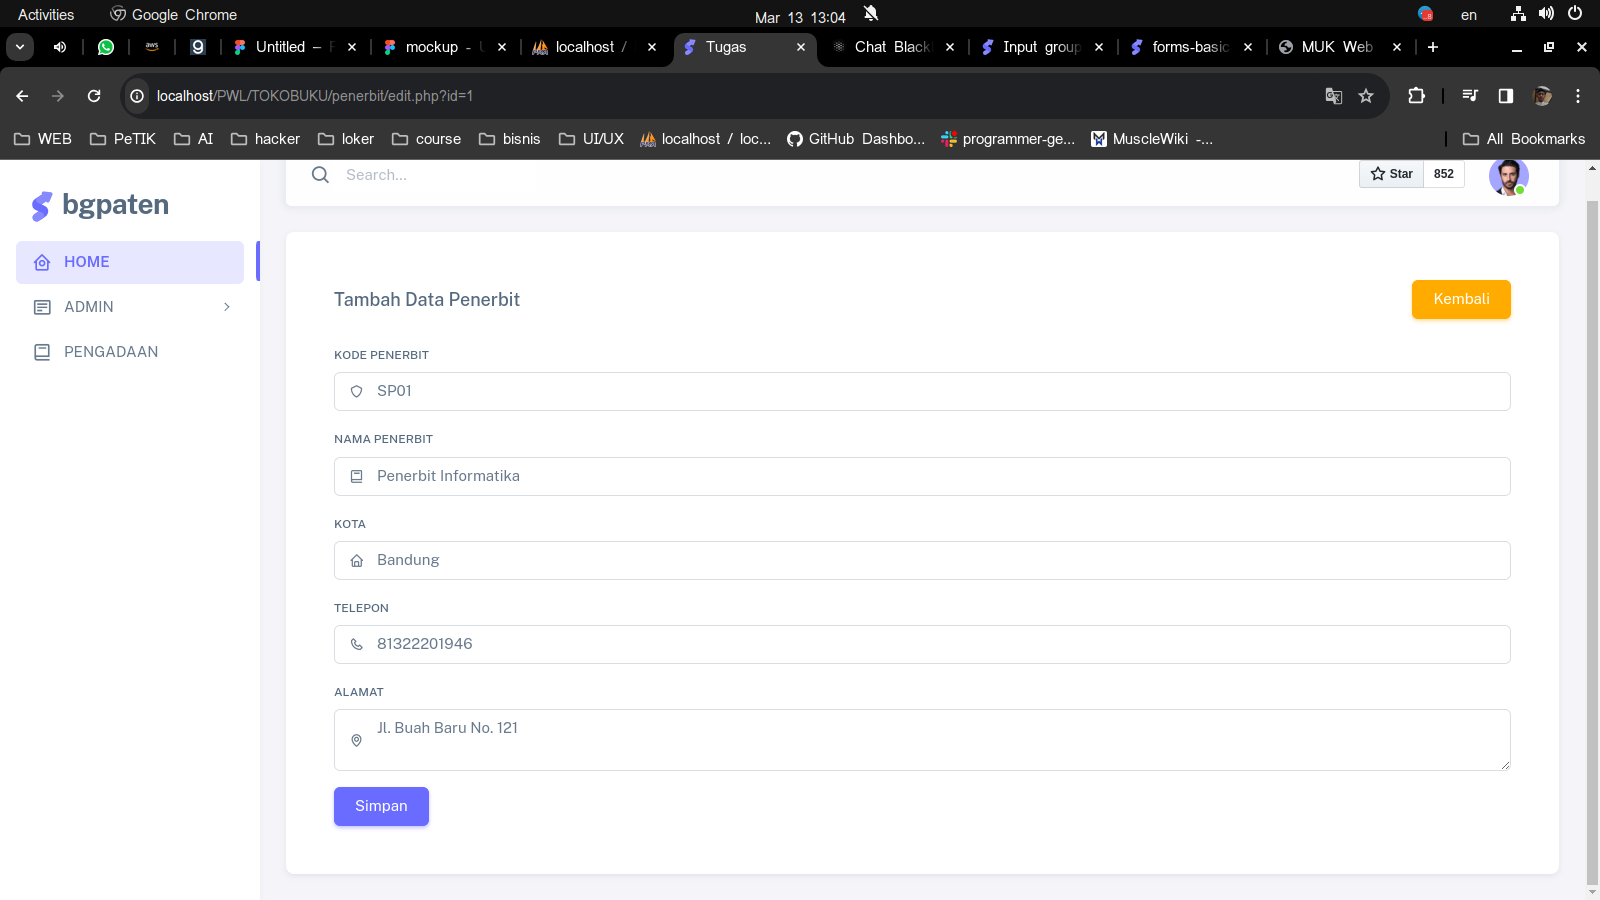 Activities Google Chrome Mar 13 13:04 en
Untitled – F mockup - U localhost / Tugas Chat Black Input group forms-basic MUK Web
localhost/PWL/TOKOBUKU/penerbit/edit.php?id=1
WEB PeTIK AI hacker loker course bisnis UI/UX localhost / loc... GitHub Dashbo... programmer-ge... MuscleWiki -... All Bookmarks
bgpaten
HOME
ADMIN
PENGADAAN
Search...
Star 852
Tambah Data Penerbit
Kembali
KODE PENERBIT
SP01
NAMA PENERBIT
Penerbit Informatika
KOTA
Bandung
TELEPON
81322201946
ALAMAT
Jl. Buah Baru No. 121
Simpan